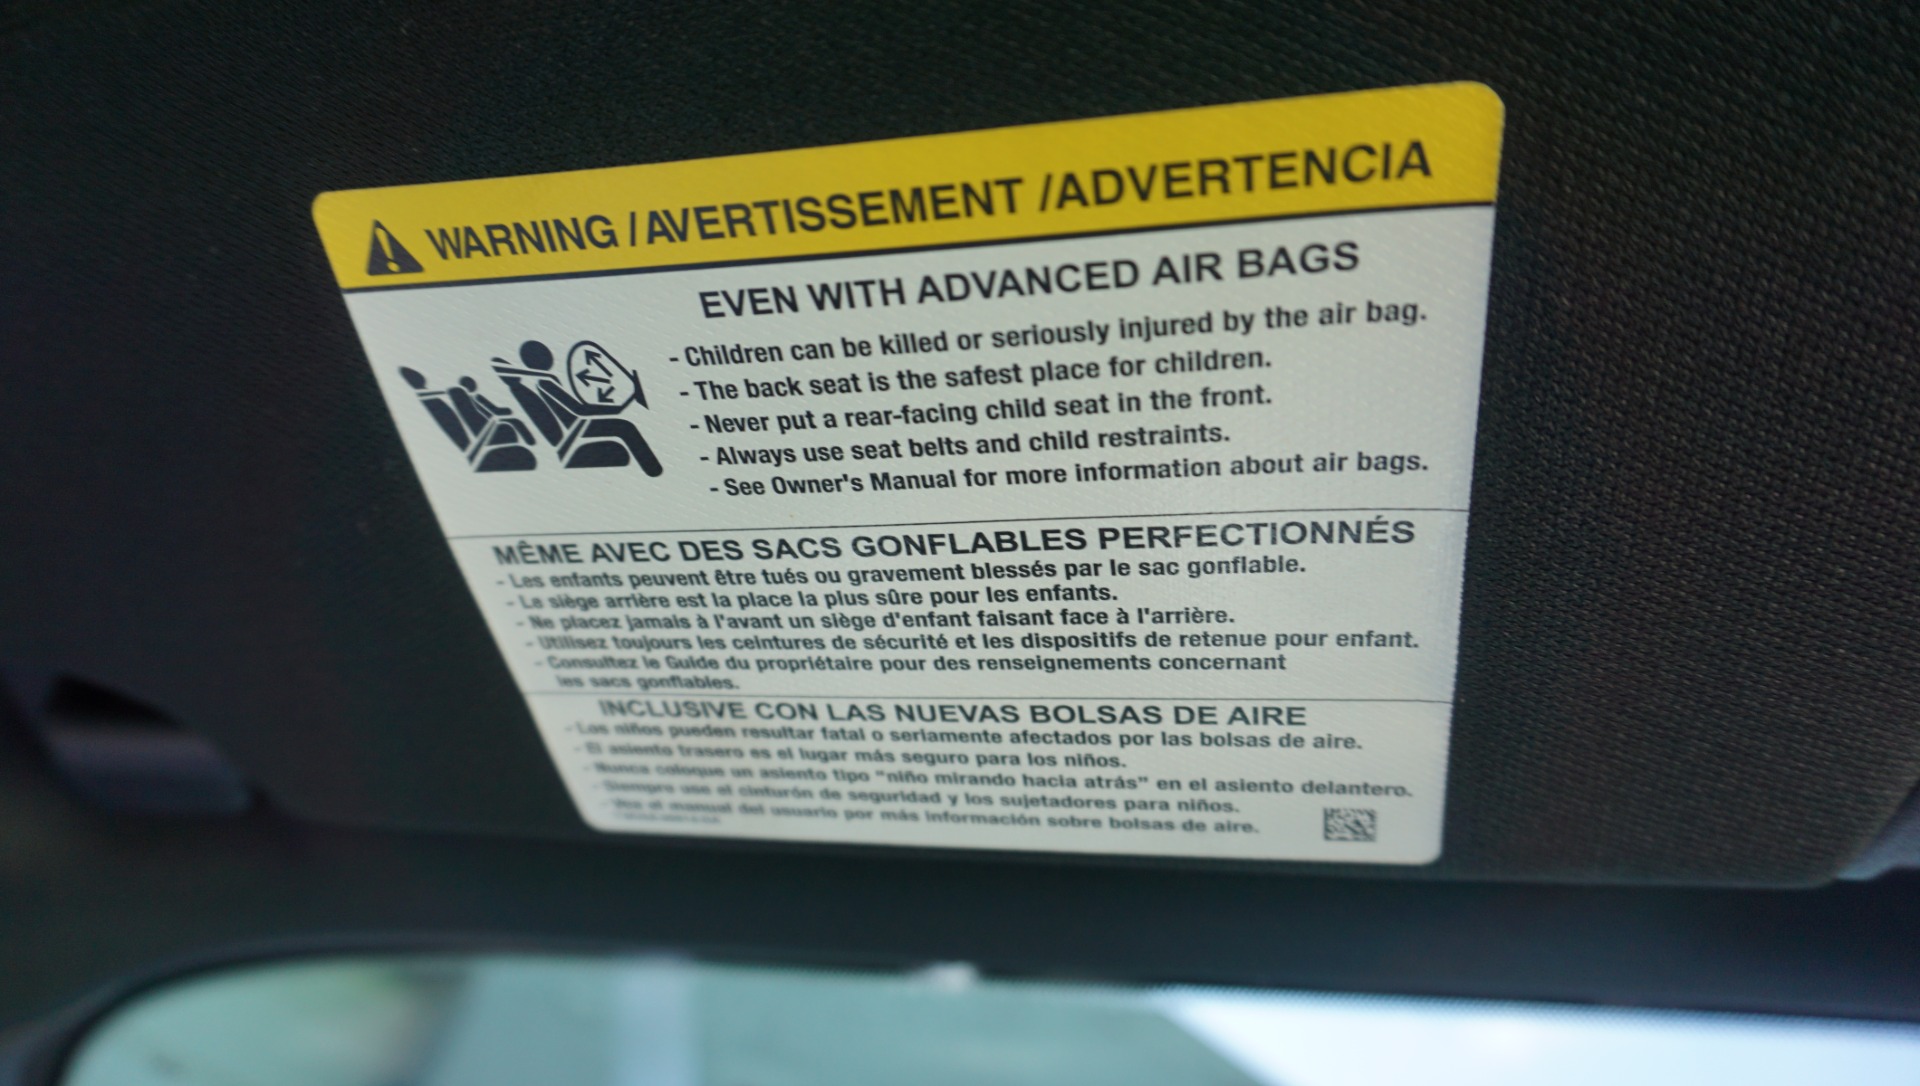 WARNING / AVERTISSEMENT / ADVERTENCIA
EVEN WITH ADVANCED AIR BAGS
- Children can be killed or seriously injured by the air bag.
- The back seat is the safest place for children.
- Never put a rear-facing child seat in the front.
- Always use seat belts and child restraints.
- See Owner's Manual for more information about air bags.
MÊME AVEC DES SACS GONFLABLES PERFECTIONNÉS
- Les enfants peuvent être tués ou gravement blessés par le sac gonflable.
- Le siège arrière est la place la plus sûre pour les enfants.
- Ne placez jamais à l'avant un siège d'enfant faisant face à l'arrière.
- Utilisez toujours les ceintures de sécurité et les dispositifs de retenue pour enfant.
- Consultez le Guide du propriétaire pour des renseignements concernant
les sacs gonflables.
INCLUSIVE CON LAS NUEVAS BOLSAS DE AIRE
- Los niños pueden resultar fatal o seriamente afectados por las bolsas de aire.
- El asiento trasero es el lugar más seguro para los niños.
- Nunca coloque un asiento tipo "niño mirando hacia atrás" en el asiento delantero.
- Siempre use el cinturón de seguridad y los sujetadores para niños.
- Vea el manual del usuario por más información sobre bolsas de aire.